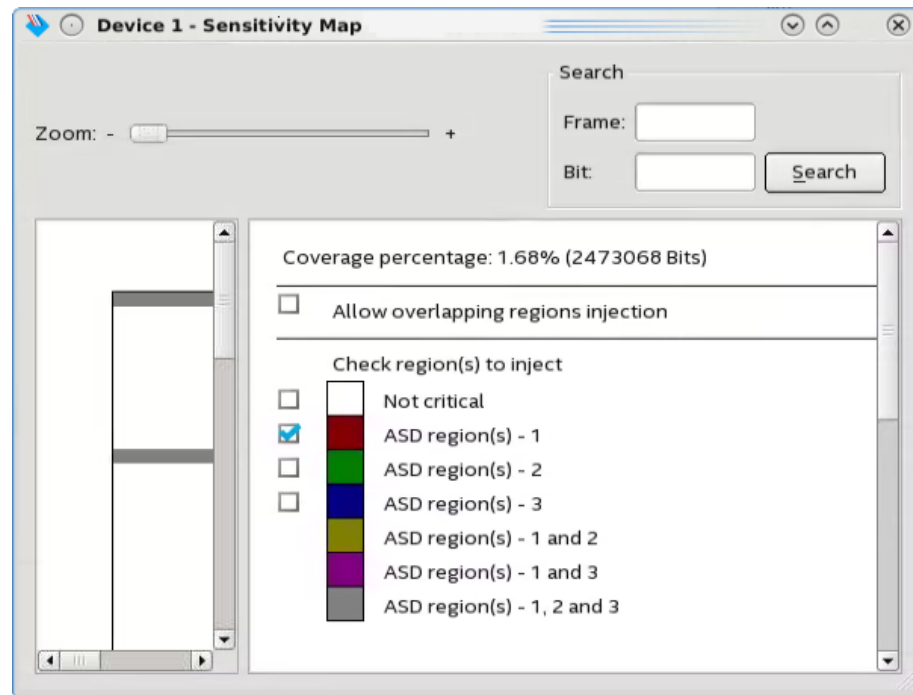 Device 1 - Sensitivity Map
Zoom: - +
Search
Frame:
Bit:
Search
Coverage percentage: 1.68% (2473068 Bits)
Allow overlapping regions injection
Check region(s) to inject
Not critical
ASD region(s) - 1
ASD region(s) - 2
ASD region(s) - 3
ASD region(s) - 1 and 2
ASD region(s) - 1 and 3
ASD region(s) - 1, 2 and 3